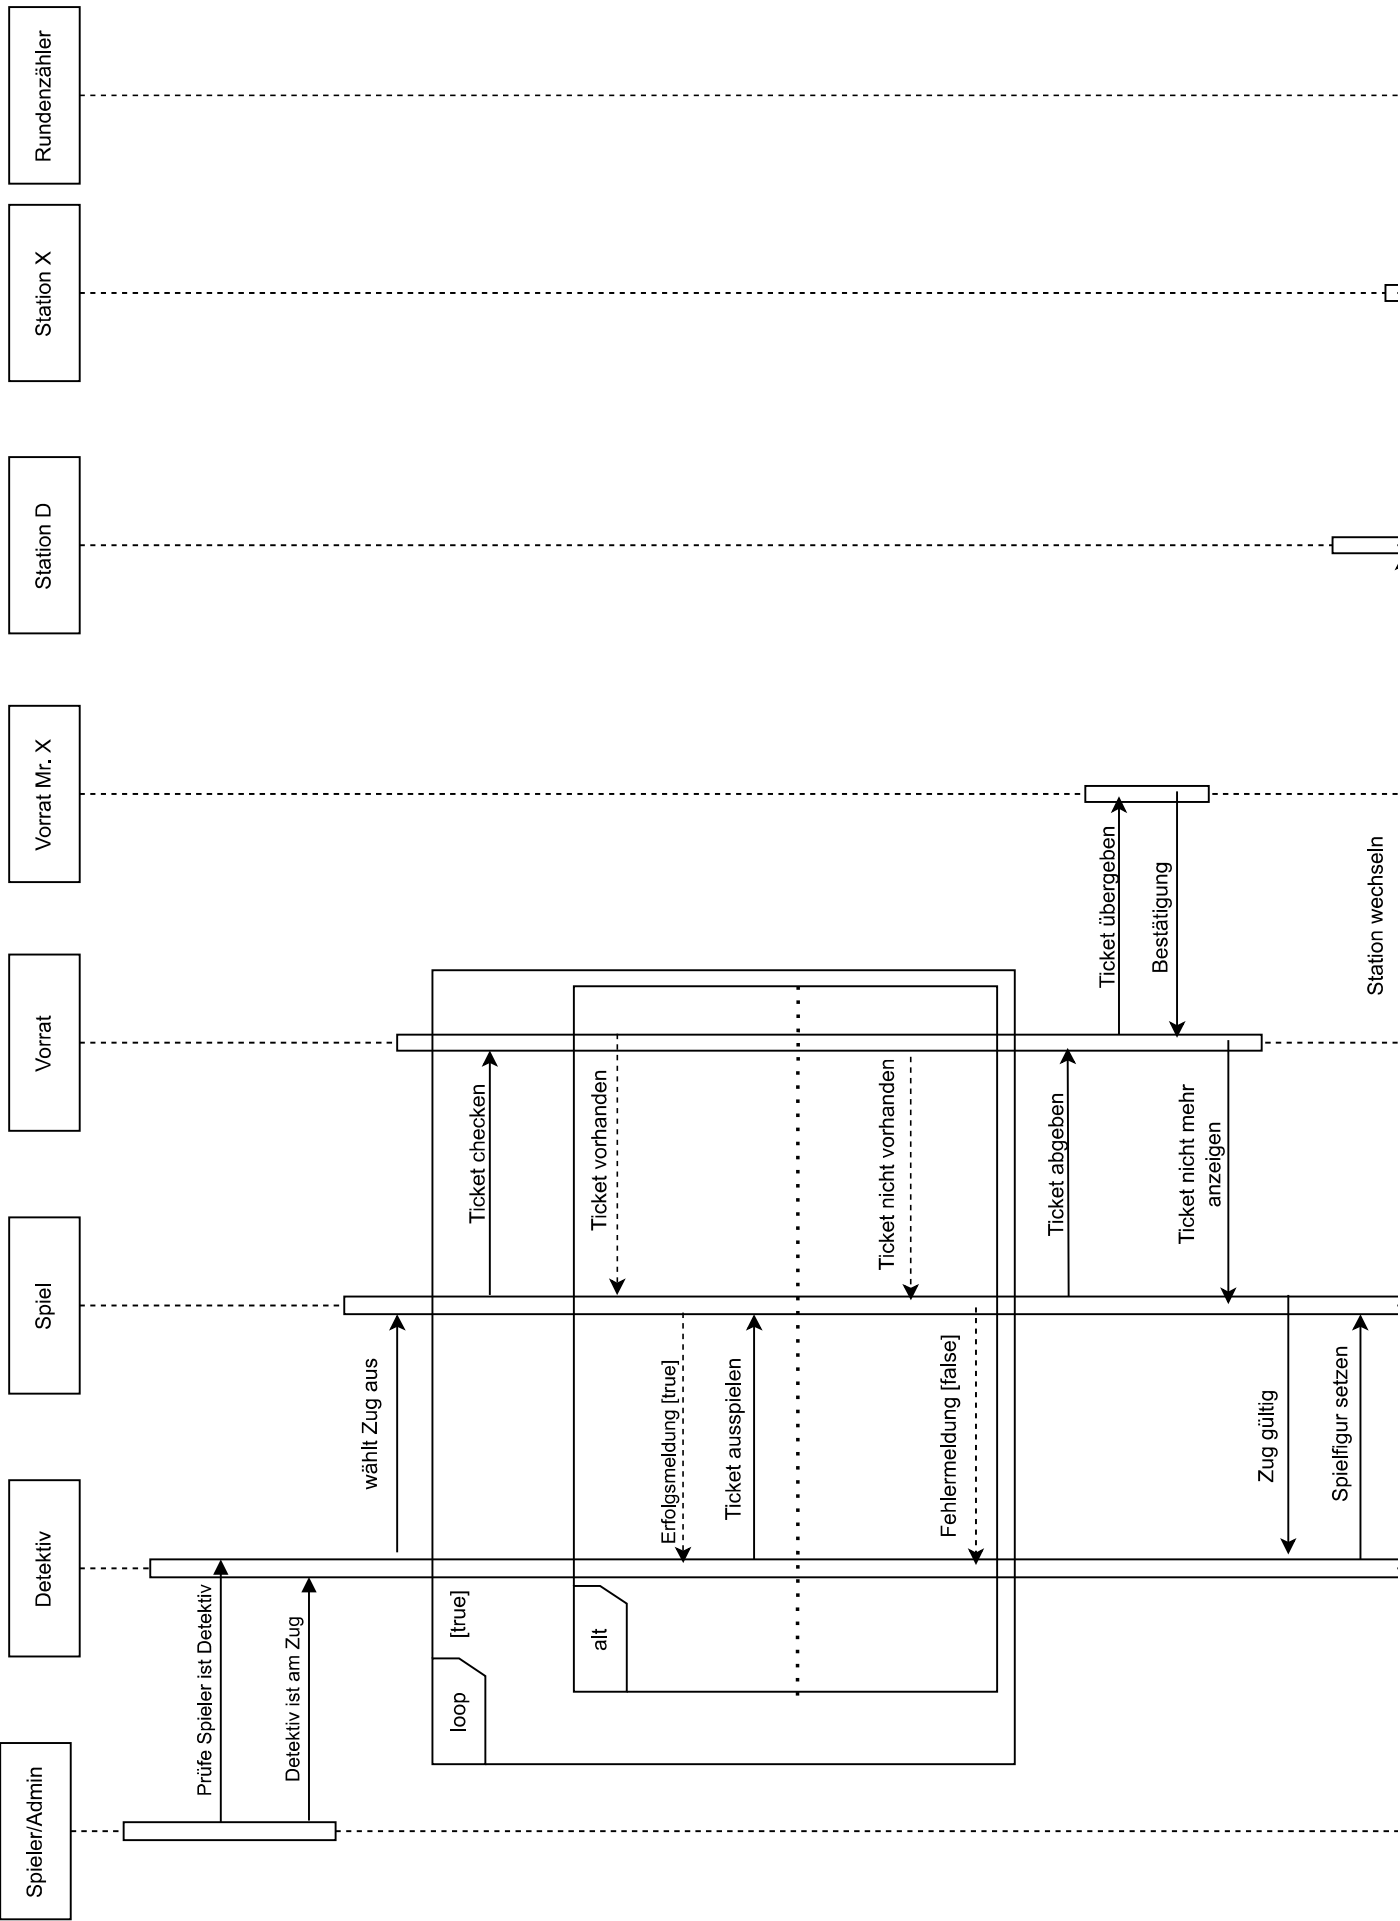 Spieler/Admin
Detektiv
Spiel
Vorrat
Vorrat Mr. X
Station D
Station X
Rundenzähler
Prüfe Spieler ist Detektiv
Detektiv ist am Zug
wählt Zug aus
loop
[true]
Ticket checken
alt
Ticket vorhanden
Erfolgsmeldung [true]
Ticket ausspielen
Ticket nicht vorhanden
Fehlermeldung [false]
Ticket abgeben
Ticket übergeben
Bestätigung
Ticket nicht mehr
anzeigen
Zug gültig
Spielfigur setzen
Station wechseln